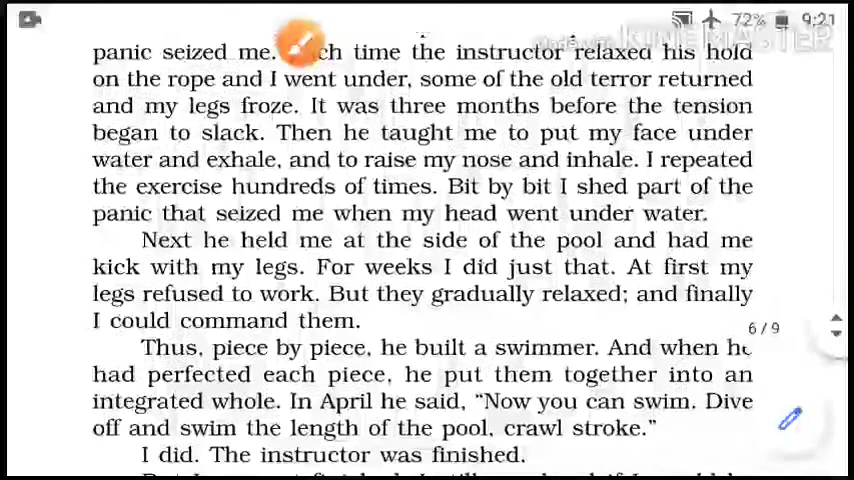 72% 9:21
Made with KINEMASTER
panic seized me. ch time the instructor relaxed his hold
on the rope and I went under, some of the old terror returned
and my legs froze. It was three months before the tension
began to slack. Then he taught me to put my face under
water and exhale, and to raise my nose and inhale. I repeated
the exercise hundreds of times. Bit by bit I shed part of the
panic that seized me when my head went under water.
Next he held me at the side of the pool and had me
kick with my legs. For weeks I did just that. At first my
legs refused to work. But they gradually relaxed; and finally
I could command them.
6/9
Thus, piece by piece, he built a swimmer. And when he
had perfected each piece, he put them together into an
integrated whole. In April he said, “Now you can swim. Dive
off and swim the length of the pool, crawl stroke.”
I did. The instructor was finished.